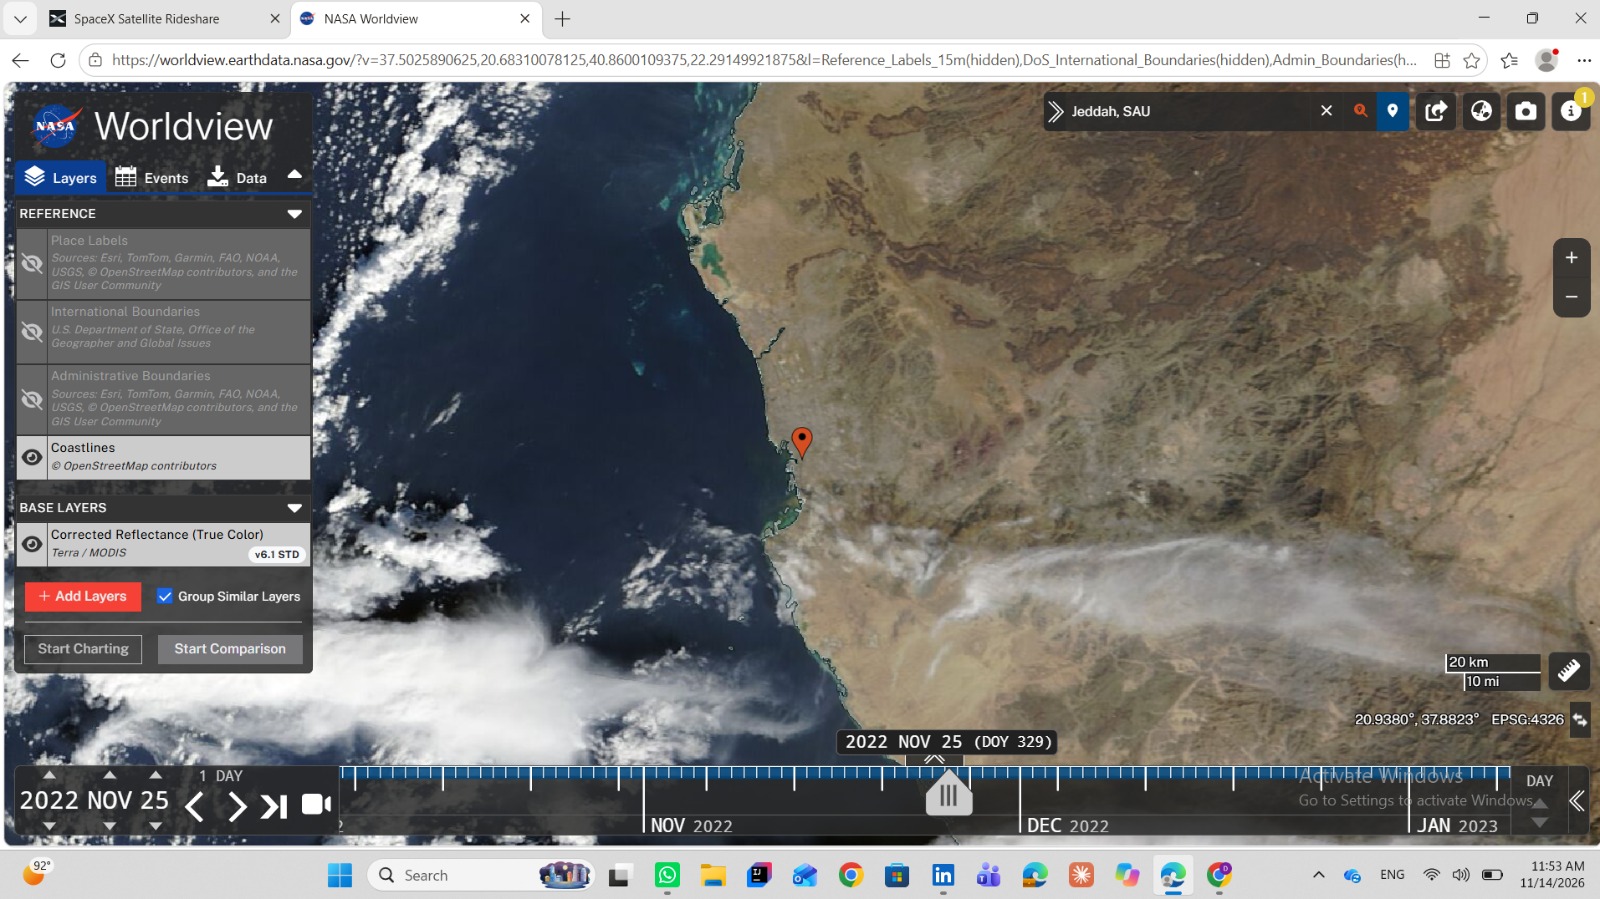 SpaceX Satellite Rideshare
NASA Worldview
https://worldview.earthdata.nasa.gov/?v=37.5025890625,20.68310078125,40.8600109375,22.29149921875&l=Reference_Labels_15m(hidden),DoS_International_Boundaries(hidden),Admin_Boundaries(h...
NASA Worldview
Jeddah, SAU
1
Layers
Events
Data
REFERENCE
Place Labels
Sources: Esri, TomTom, Garmin, FAO, NOAA,
USGS, © OpenStreetMap contributors, and the
GIS User Community
International Boundaries
U.S. Department of State, Office of the
Geographer and Global Issues
Administrative Boundaries
Sources: Esri, TomTom, Garmin, FAO, NOAA,
USGS, © OpenStreetMap contributors, and the
GIS User Community
Coastlines
© OpenStreetMap contributors
BASE LAYERS
Corrected Reflectance (True Color)
Terra / MODIS
v6.1 STD
+ Add Layers
Group Similar Layers
Start Charting
Start Comparison
20 km
10 mi
20.9380°, 37.8823° EPSG:4326
2022 NOV 25 (DOY 329)
1 DAY
2022 NOV 25
NOV 2022
DEC 2022
JAN 2023
DAY
Activate Windows
Go to Settings to activate Windows.
92°
Search
ENG
11:53 AM
11/14/2026